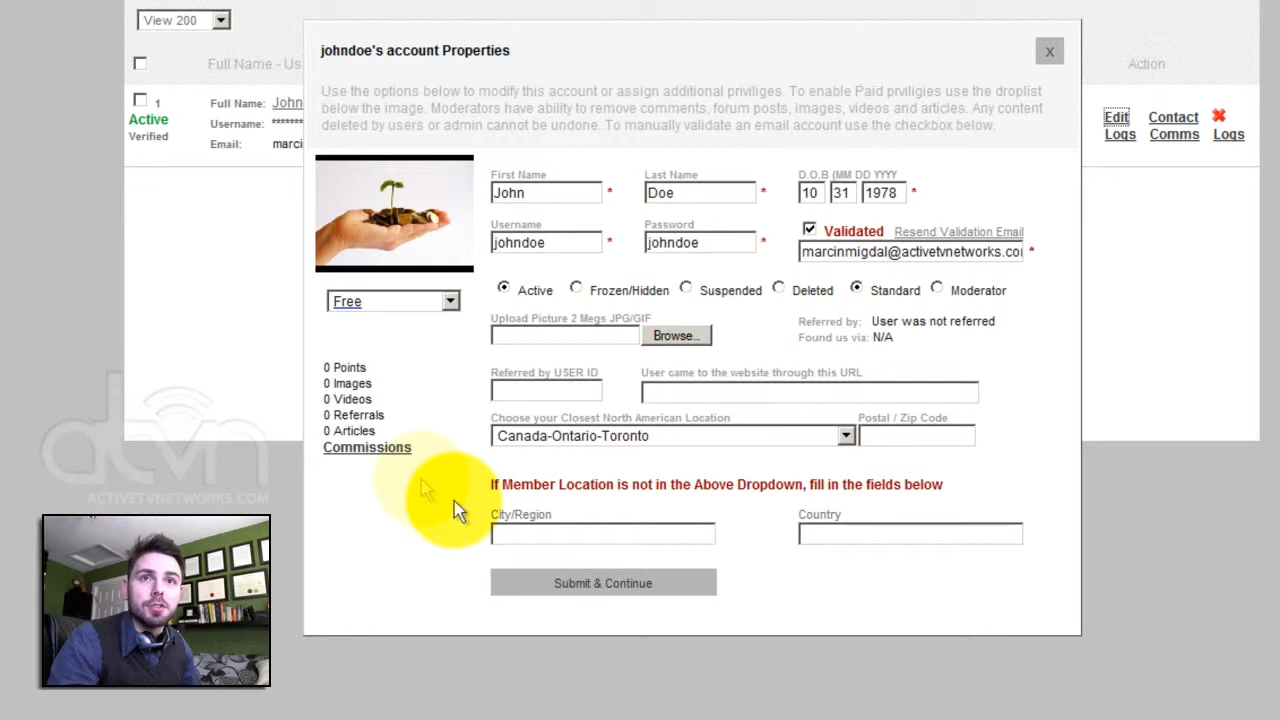 View 200
johndoe's account Properties
x
Full Name - Us
Action
Use the options below to modify this account or assign additional priviliges. To enable Paid priviligies use the droplist
below the image. Moderators have ability to remove comments, forum posts, images, videos and articles. Any content
deleted by users or admin cannot be undone. To manually validate an email account use the checkbox below.
1
Active
Verified
Full Name: John
Username: ********
Email: marci
Edit
Logs
Contact
Comms
Logs
First Name
Last Name
D.O.B (MM DD YYYY
John *
Doe *
10 31 1978 *
Username
Password
Validated Resend Validation Email
johndoe *
johndoe *
marcinmigdal@activetvnetworks.co *
Active Frozen/Hidden Suspended Deleted Standard Moderator
Free
Upload Picture 2 Megs JPG/GIF
Browse...
Referred by: User was not referred
Found us via: N/A
0 Points
0 Images
0 Videos
0 Referrals
0 Articles
Commissions
Referred by USER ID
User came to the website through this URL
Choose your Closest North American Location
Postal / Zip Code
Canada-Ontario-Toronto
If Member Location is not in the Above Dropdown, fill in the fields below
City/Region
Country
Submit & Continue
atvn
ACTIVETVNETWORKS.COM